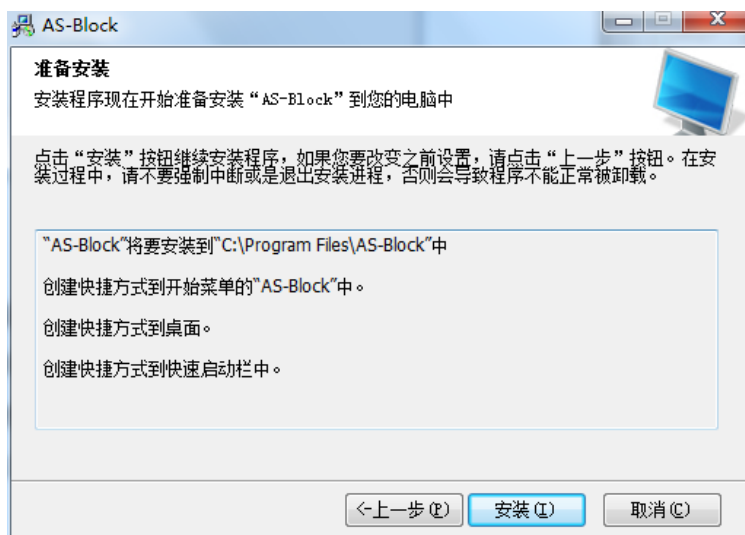 AS-Block
准备安装
安装程序现在开始准备安装“AS-Block”到您的电脑中
点击“安装”按钮继续安装程序，如果您要改变之前设置，请点击“上一步”按钮。在安
装过程中，请不要强制中断或是退出安装进程，否则会导致程序不能正常被卸载。
“AS-Block”将要安装到“C:\Program Files\AS-Block”中
创建快捷方式到开始菜单的“AS-Block”中。
创建快捷方式到桌面。
创建快捷方式到快速启动栏中。
<-上一步(P) 安装(I) 取消(C)